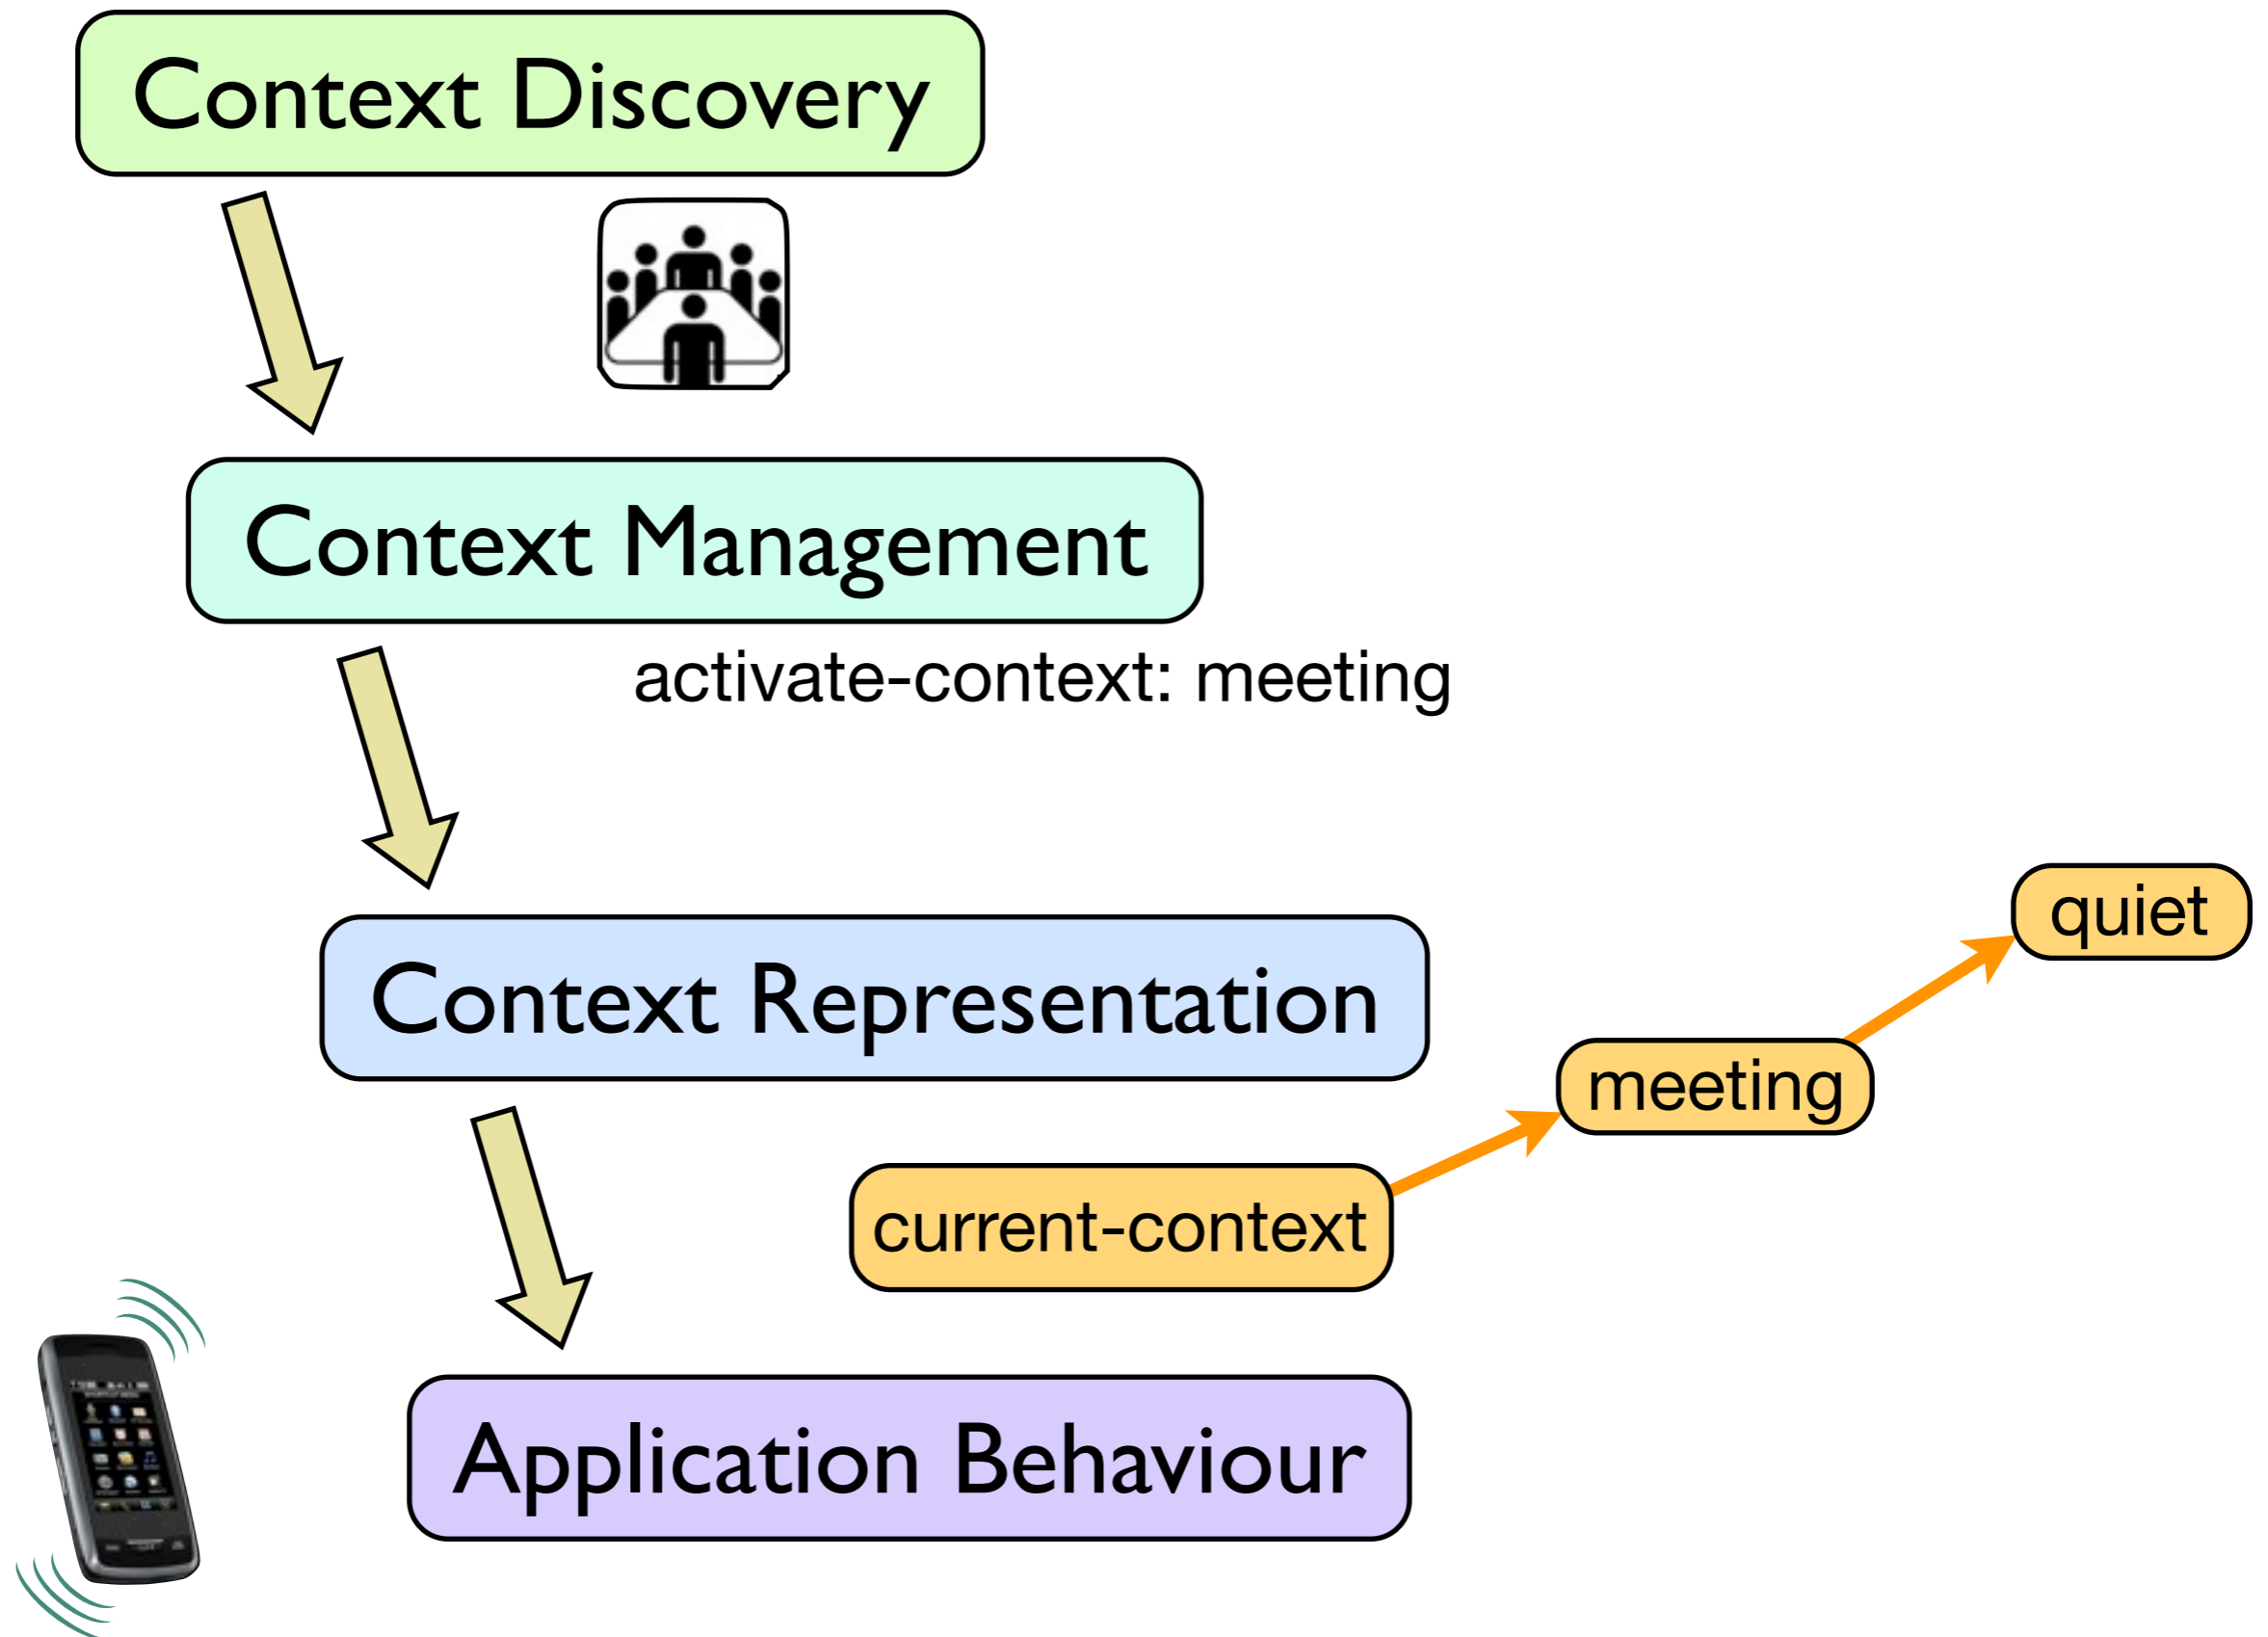 Context Discovery
Context Management
activate-context: meeting
quiet
Context Representation
meeting
current-context
Application Behaviour